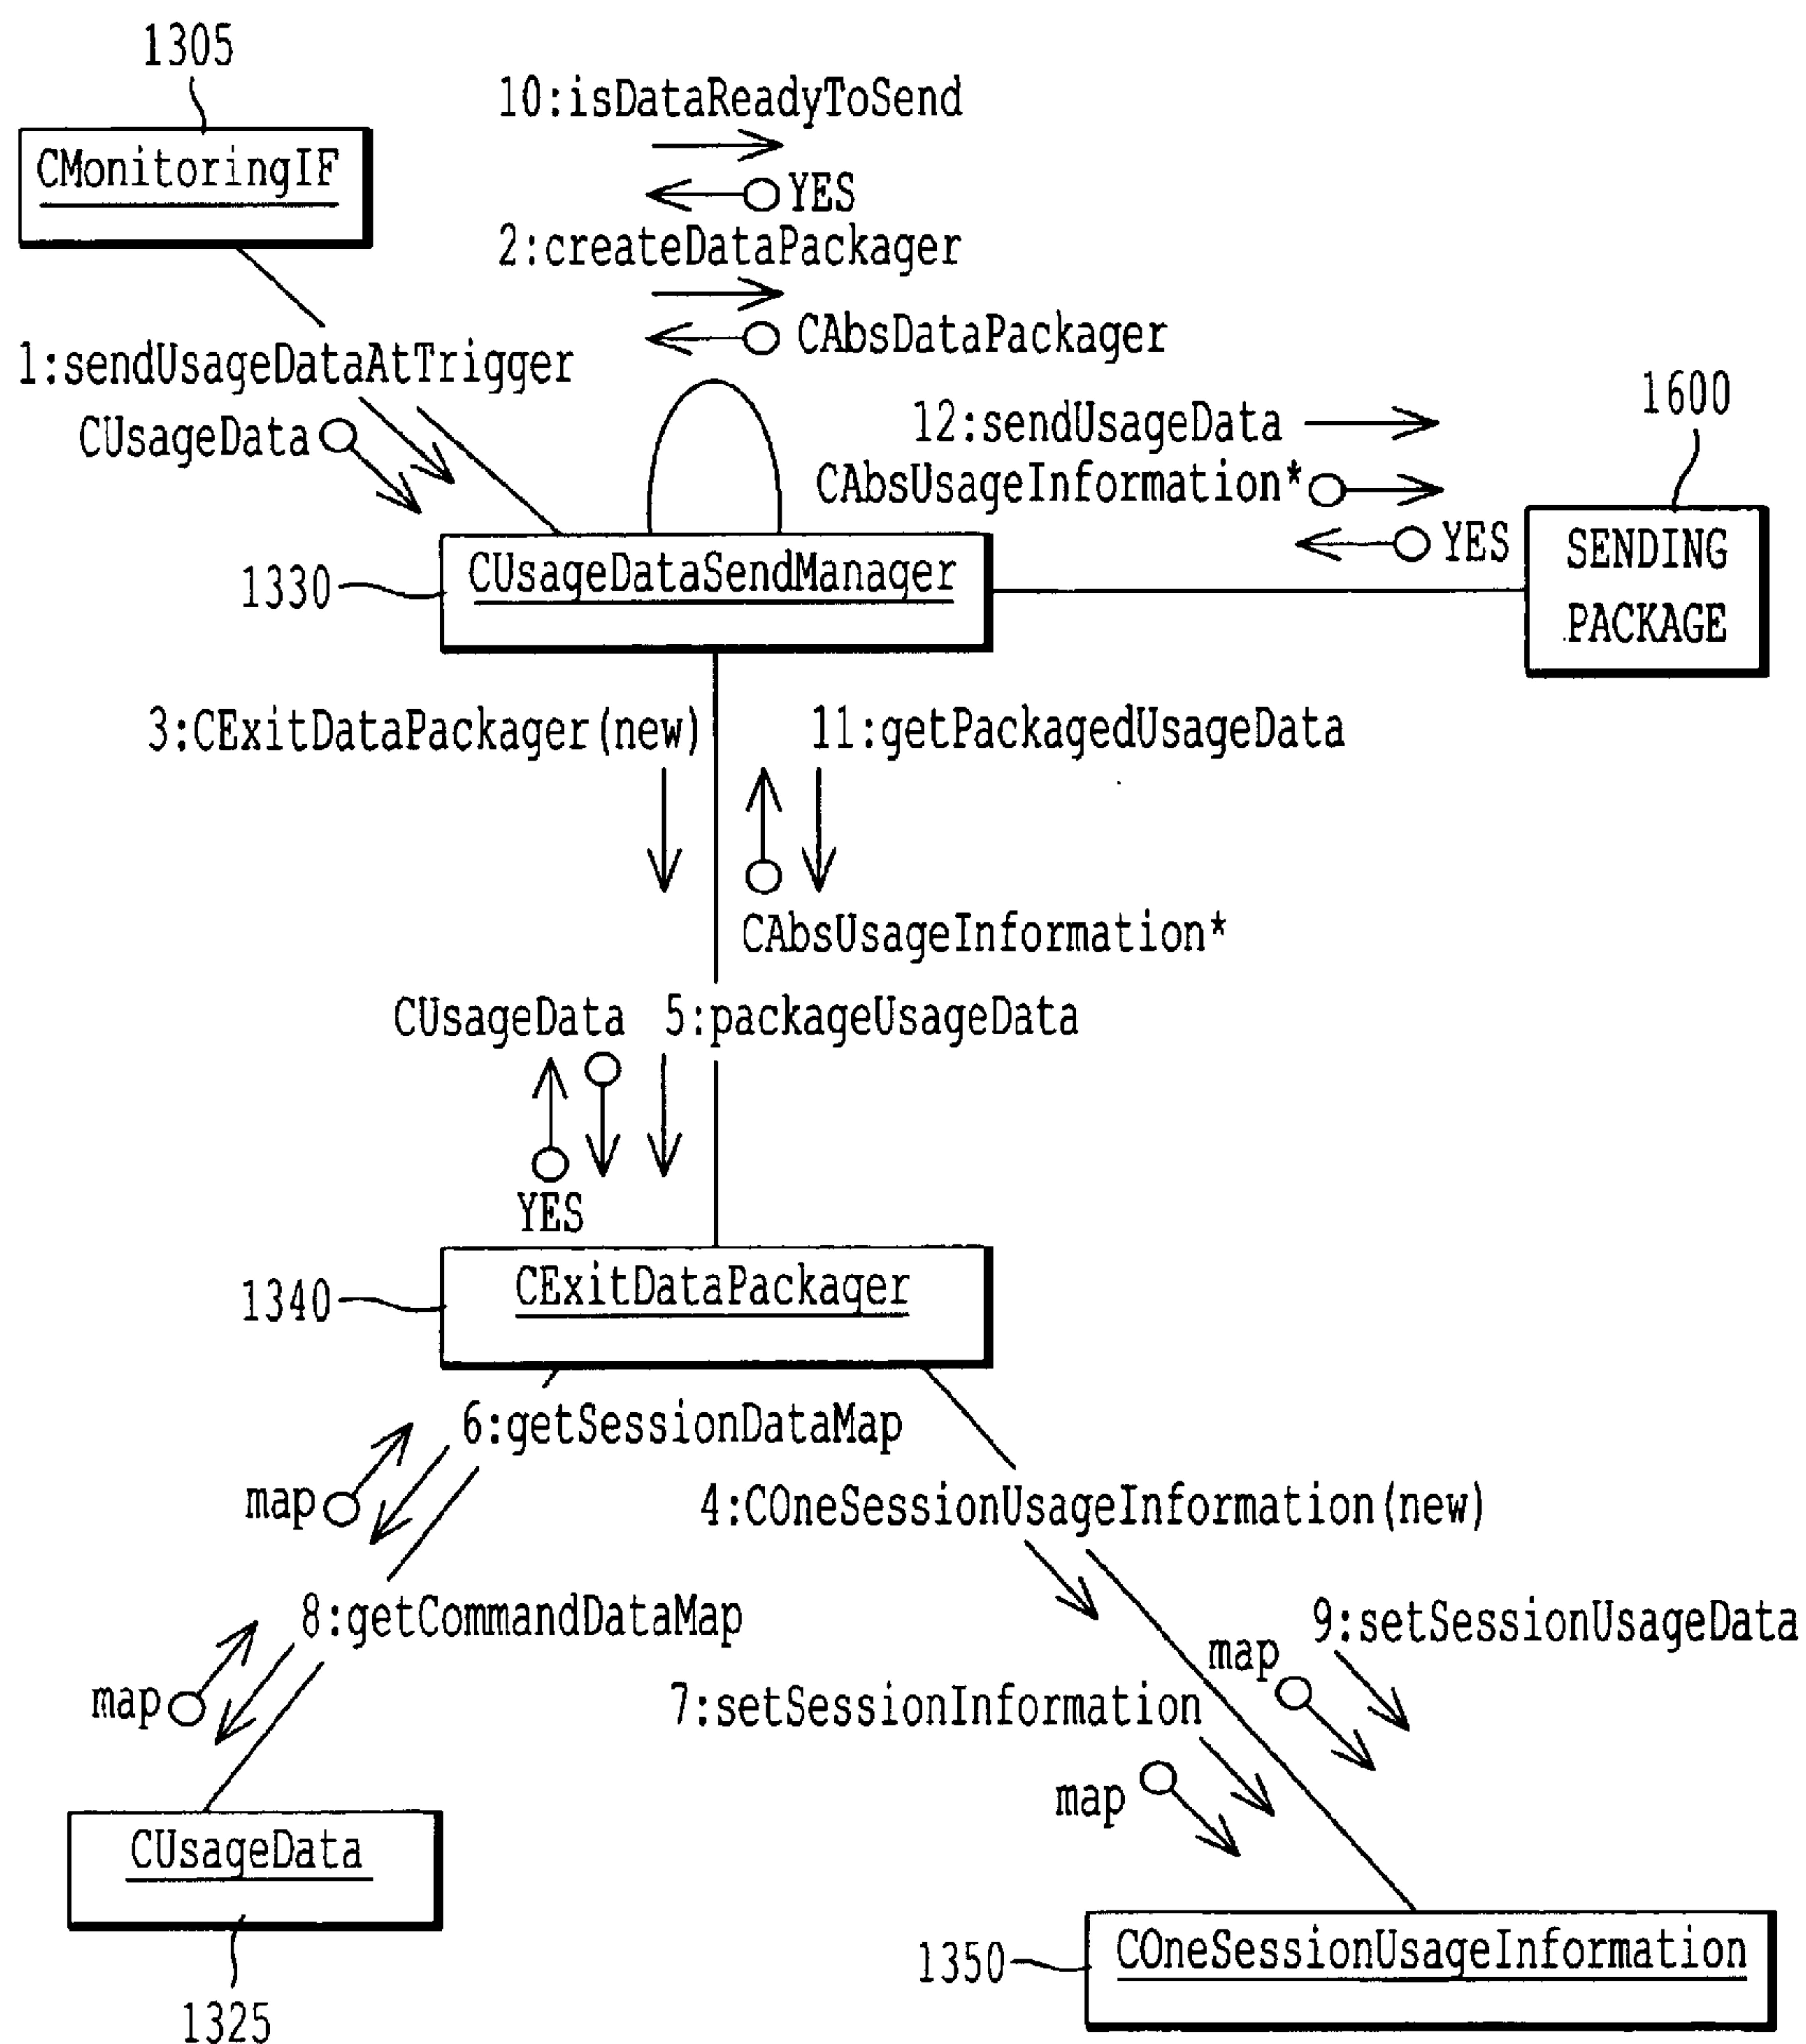 1305
10:isDataReadyToSend
CMonitoringIF
YES
2:createDataPackager
CAbsDataPackager
1:sendUsageDataAtTrigger
CUsageData
12:sendUsageData
1600
CAbsUsageInformation*
YES
SENDING
PACKAGE
1330
CUsageDataSendManager
3:CExitDataPackager(new)
11:getPackagedUsageData
CAbsUsageInformation*
CUsageData
5:packageUsageData
YES
1340
CExitDataPackager
6:getSessionDataMap
map
4:COneSessionUsageInformation(new)
8:getCommandDataMap
9:setSessionUsageData
map
map
7:setSessionInformation
map
CUsageData
1350
COneSessionUsageInformation
1325